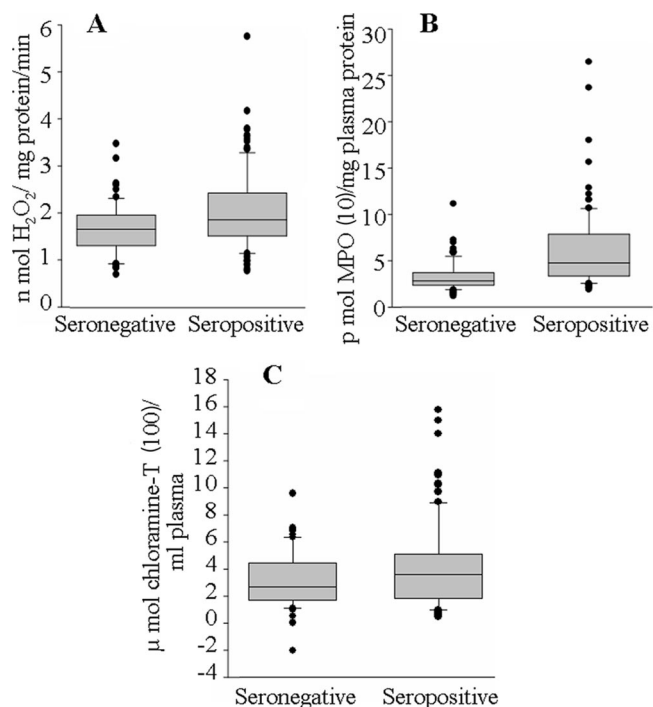 A
n mol H₂O₂/ mg protein/min
6
5
4
3
2
1
0
Seronegative Seropositive
B
p mol MPO (10)/mg plasma protein
30
25
20
15
10
5
0
Seronegative Seropositive
C
μ mol chloramine-T (100)/
ml plasma
18
16
14
12
10
8
6
4
2
0
-2
-4
Seronegative Seropositive